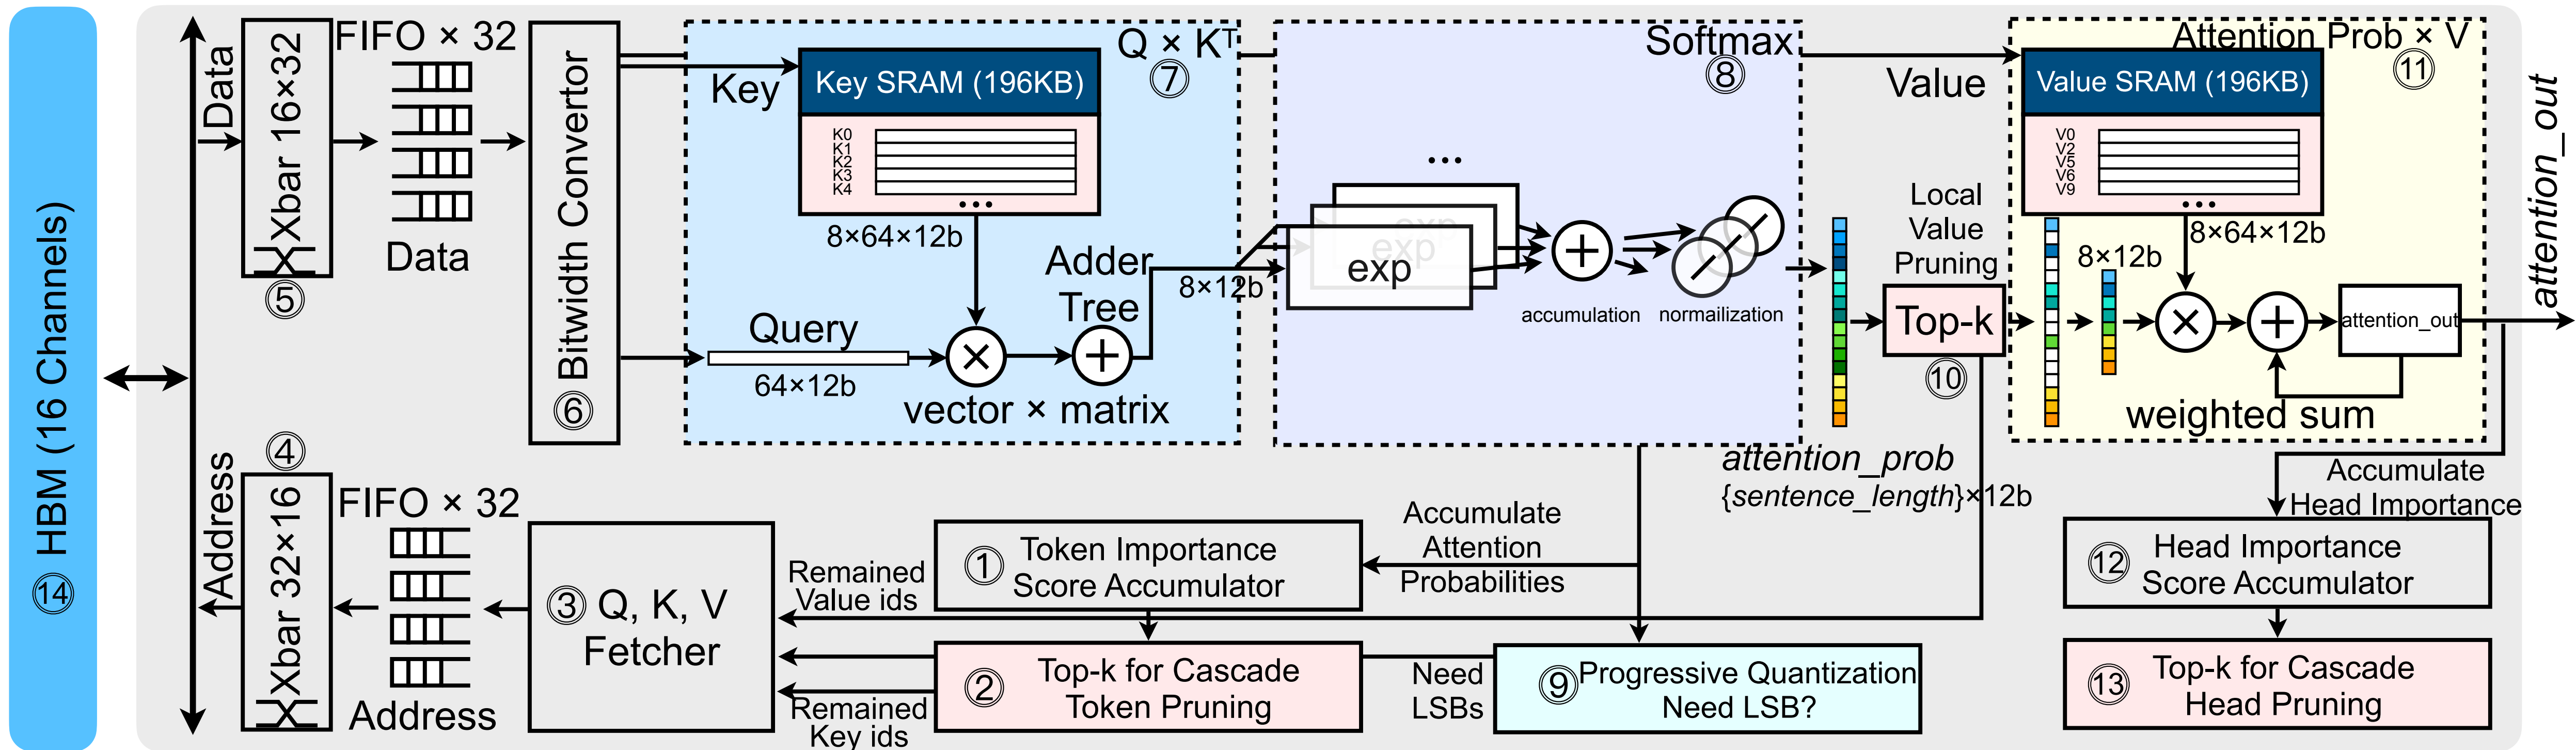 ⑭ HBM (16 Channels)
Data
Address
Xbar 16×32
⑤
FIFO × 32
Data
⑥ Bitwidth Convertor
Key
Key SRAM (196KB)
K0
K1
K2
K3
K4
...
8×64×12b
Q × Kᵀ
⑦
Query
64×12b
Adder
Tree
vector × matrix
8×12b
Softmax
⑧
...
exp
exp
exp
accumulation
normailization
attention_prob
{sentence_length}×12b
Value
Local
Value
Pruning
Top-k
⑩
Attention Prob × V
⑪
Value SRAM (196KB)
V0
V2
V5
V6
V9
...
8×64×12b
8×12b
attention_out
weighted sum
attention_out
④
Xbar 32×16
FIFO × 32
Address
③ Q, K, V
Fetcher
Remained
Value ids
Remained
Key ids
① Token Importance
Score Accumulator
② Top-k for Cascade
Token Pruning
Accumulate
Attention
Probabilities
Need
LSBs
⑨ Progressive Quantization
Need LSB?
Accumulate
Head Importance
⑫ Head Importance
Score Accumulator
⑬ Top-k for Cascade
Head Pruning